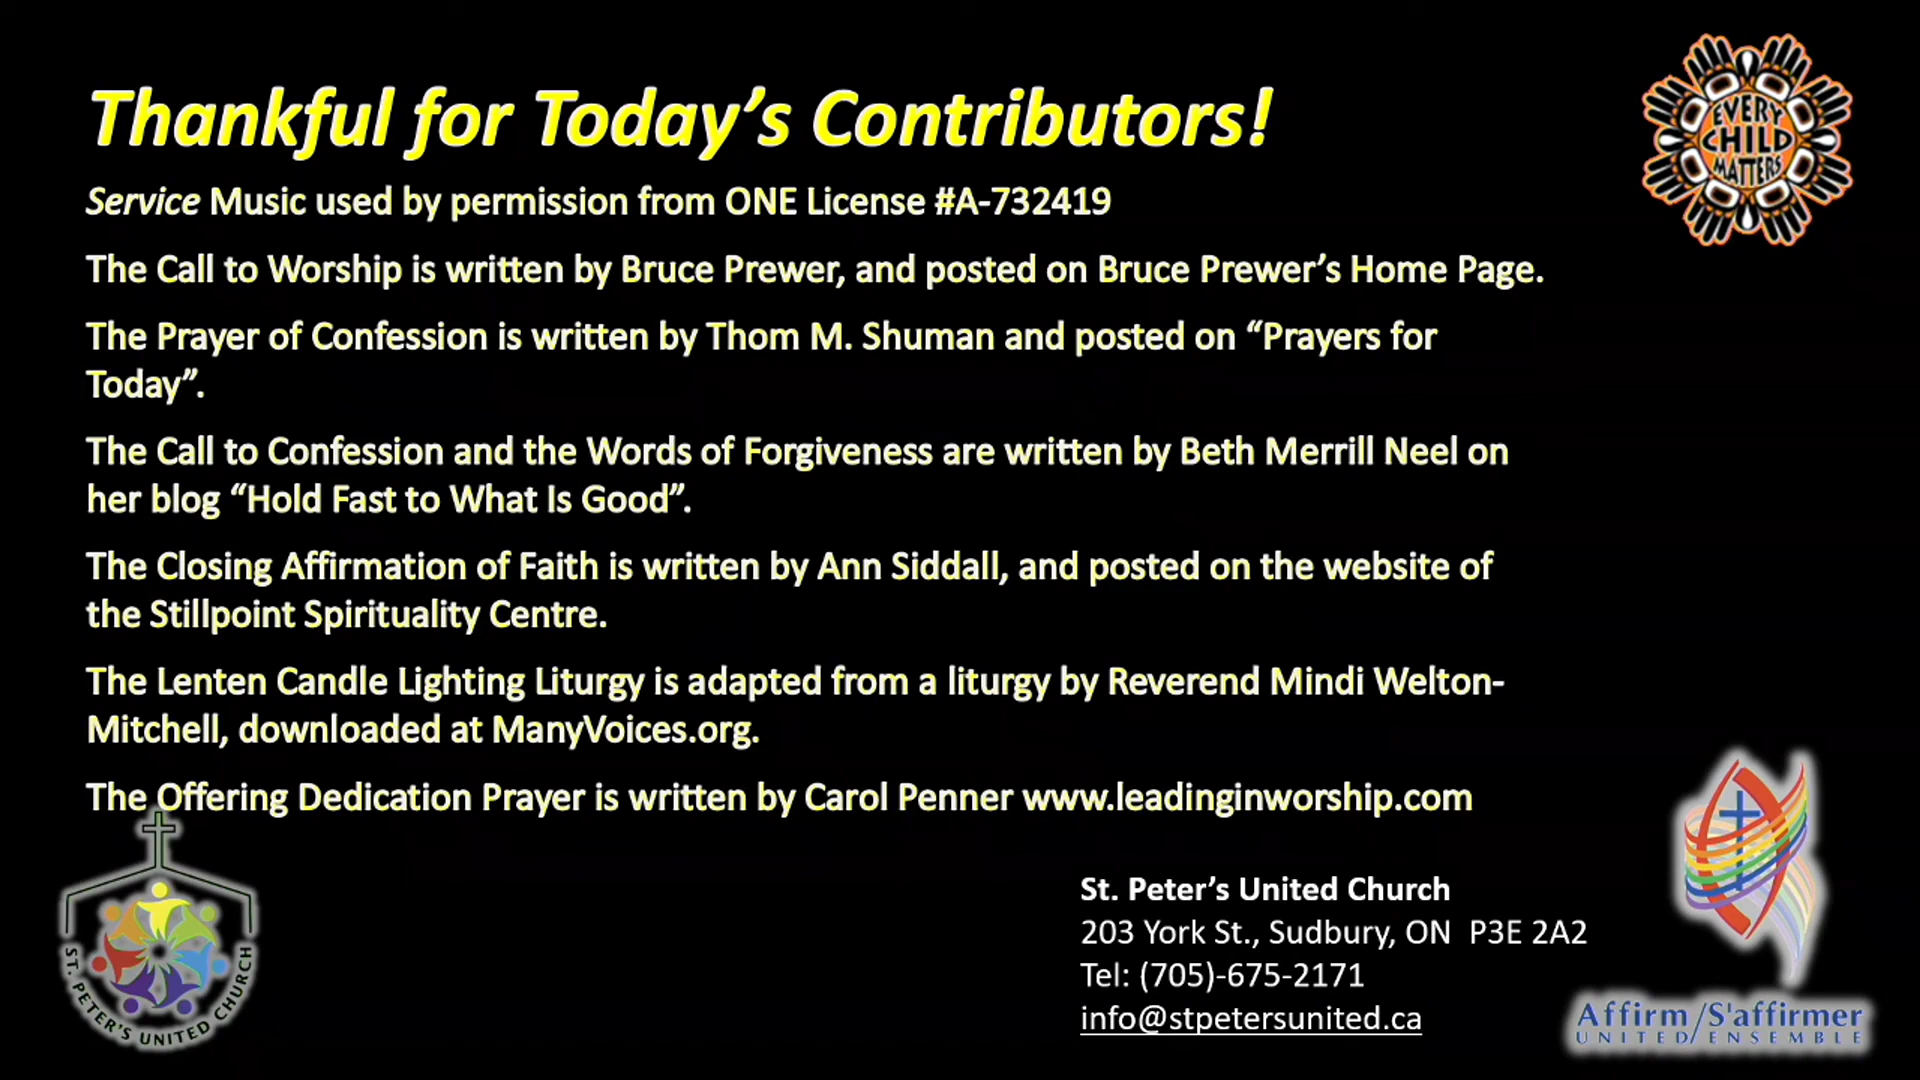 Thankful for Today’s Contributors!
EVERY
CHILD
MATTERS
Service Music used by permission from ONE License #A-732419
The Call to Worship is written by Bruce Prewer, and posted on Bruce Prewer’s Home Page.
The Prayer of Confession is written by Thom M. Shuman and posted on “Prayers for
Today”.
The Call to Confession and the Words of Forgiveness are written by Beth Merrill Neel on
her blog “Hold Fast to What Is Good”.
The Closing Affirmation of Faith is written by Ann Siddall, and posted on the website of
the Stillpoint Spirituality Centre.
The Lenten Candle Lighting Liturgy is adapted from a liturgy by Reverend Mindi Welton-
Mitchell, downloaded at ManyVoices.org.
The Offering Dedication Prayer is written by Carol Penner www.leadinginworship.com
ST. PETER'S UNITED CHURCH
St. Peter’s United Church
203 York St., Sudbury, ON P3E 2A2
Tel: (705)-675-2171
info@stpetersunited.ca
Affirm/S'affirmer
UNITED/ENSEMBLE